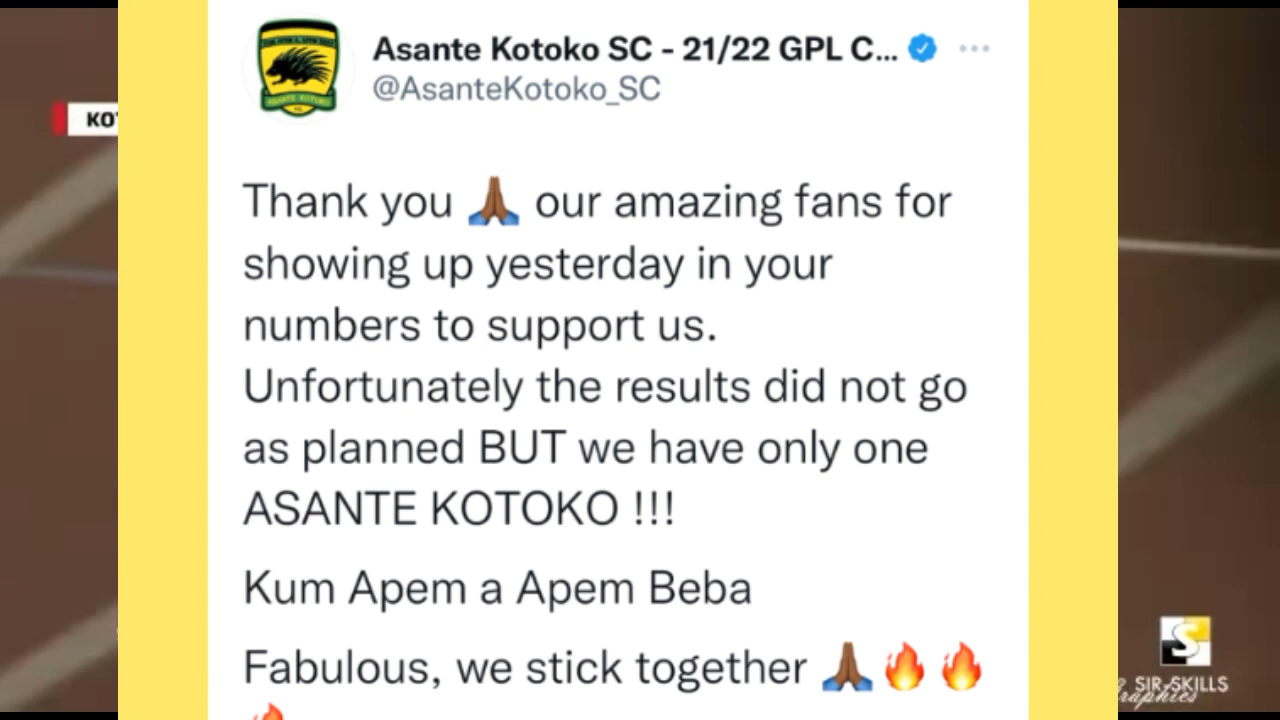 Asante Kotoko SC - 21/22 GPL C...
@AsanteKotoko_SC
KO
Thank you 🙏🏾 our amazing fans for
showing up yesterday in your
numbers to support us.
Unfortunately the results did not go
as planned BUT we have only one
ASANTE KOTOKO !!!
Kum Apem a Apem Beba
Fabulous, we stick together 🙏🏾🔥🔥
🔥
S
SIR-SKILLS
graphics